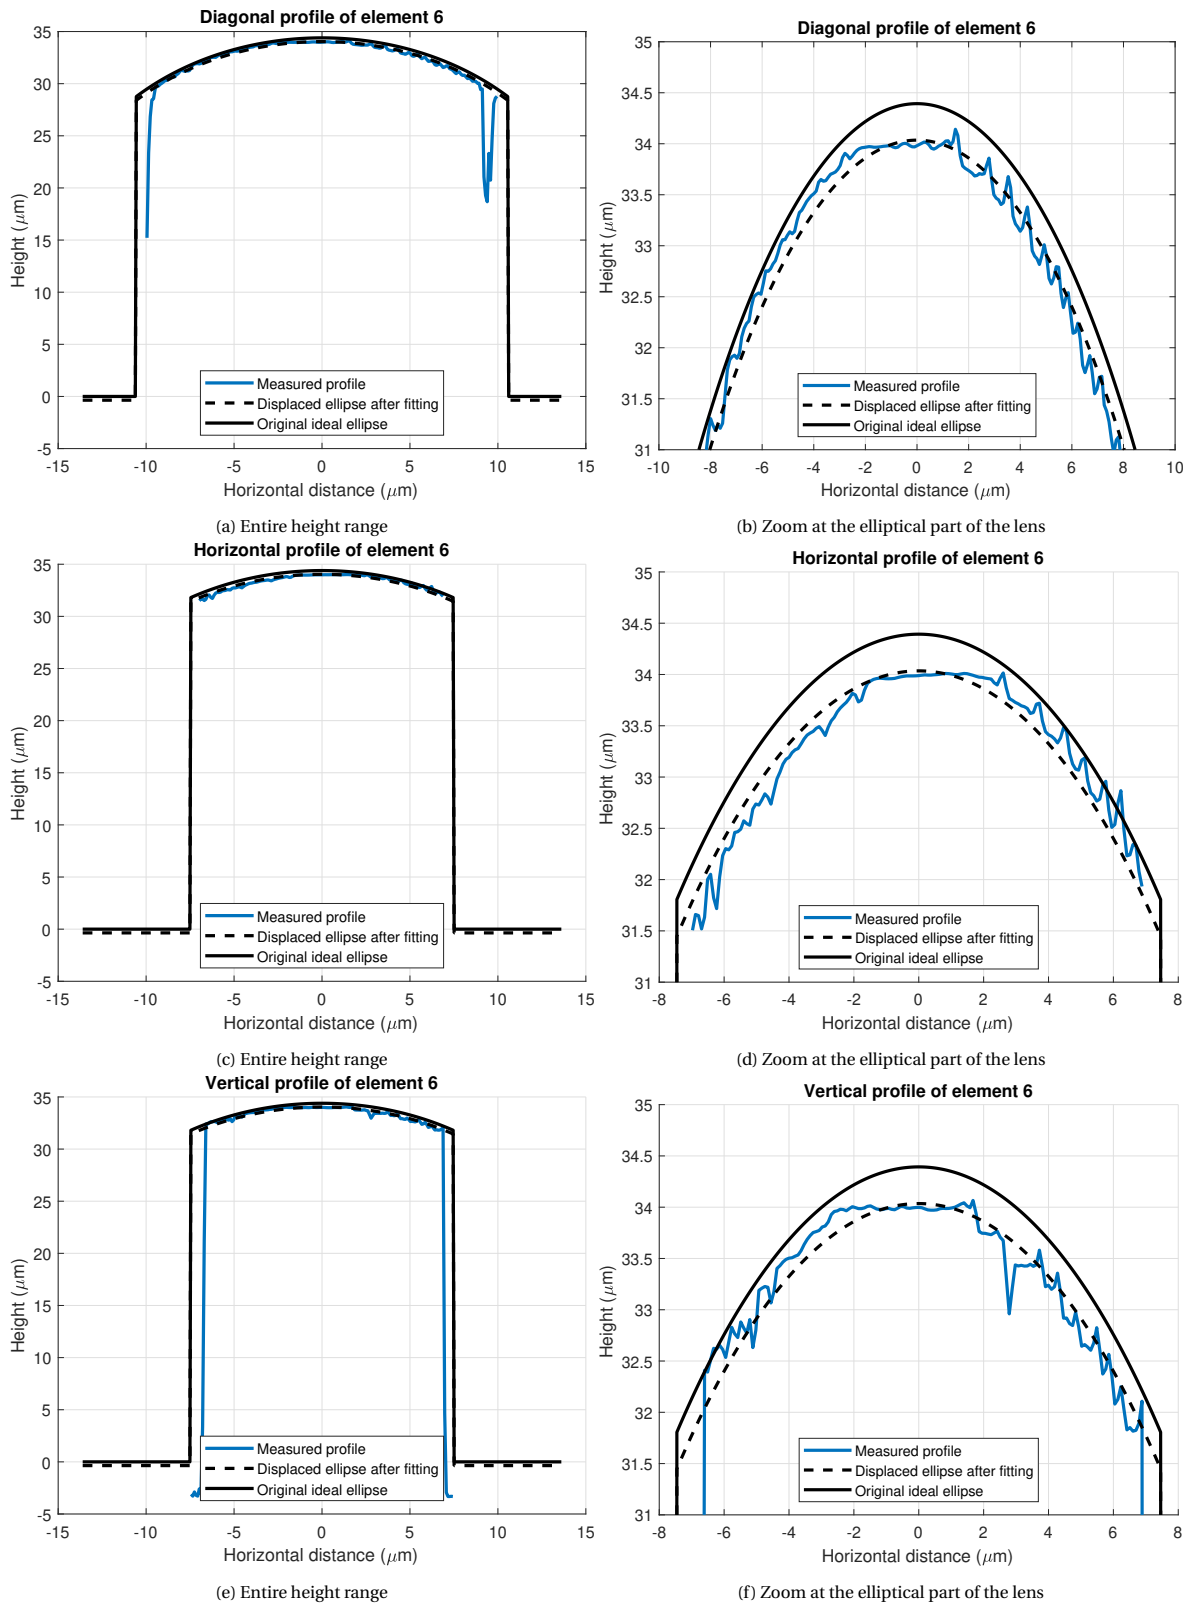 Diagonal profile of element 6
35
30
25
20
15
10
5
0
-5
Height (μm)
Measured profile
Displaced ellipse after fitting
Original ideal ellipse
-15 -10 -5 0 5 10 15
Horizontal distance (μm)
(a) Entire height range
Diagonal profile of element 6
35
34.5
34
33.5
33
32.5
32
31.5
31
Height (μm)
Measured profile
Displaced ellipse after fitting
Original ideal ellipse
-10 -8 -6 -4 -2 0 2 4 6 8 10
Horizontal distance (μm)
(b) Zoom at the elliptical part of the lens
Horizontal profile of element 6
35
30
25
20
15
10
5
0
-5
Height (μm)
Measured profile
Displaced ellipse after fitting
Original ideal ellipse
-15 -10 -5 0 5 10 15
Horizontal distance (μm)
(c) Entire height range
Horizontal profile of element 6
35
34.5
34
33.5
33
32.5
32
31.5
31
Height (μm)
Measured profile
Displaced ellipse after fitting
Original ideal ellipse
-8 -6 -4 -2 0 2 4 6 8
Horizontal distance (μm)
(d) Zoom at the elliptical part of the lens
Vertical profile of element 6
35
30
25
20
15
10
5
0
-5
Height (μm)
Measured profile
Displaced ellipse after fitting
Original ideal ellipse
-15 -10 -5 0 5 10 15
Horizontal distance (μm)
(e) Entire height range
Vertical profile of element 6
35
34.5
34
33.5
33
32.5
32
31.5
31
Height (μm)
Measured profile
Displaced ellipse after fitting
Original ideal ellipse
-8 -6 -4 -2 0 2 4 6 8
Horizontal distance (μm)
(f) Zoom at the elliptical part of the lens